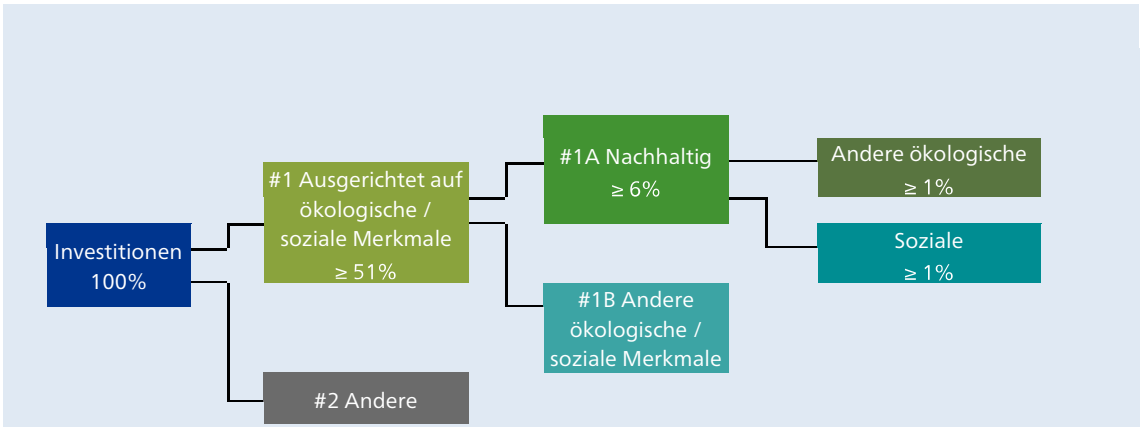 Investitionen
100%
#1 Ausgerichtet auf
ökologische /
soziale Merkmale
≥ 51%
#2 Andere
#1A Nachhaltig
≥ 6%
#1B Andere
ökologische /
soziale Merkmale
Andere ökologische
≥ 1%
Soziale
≥ 1%